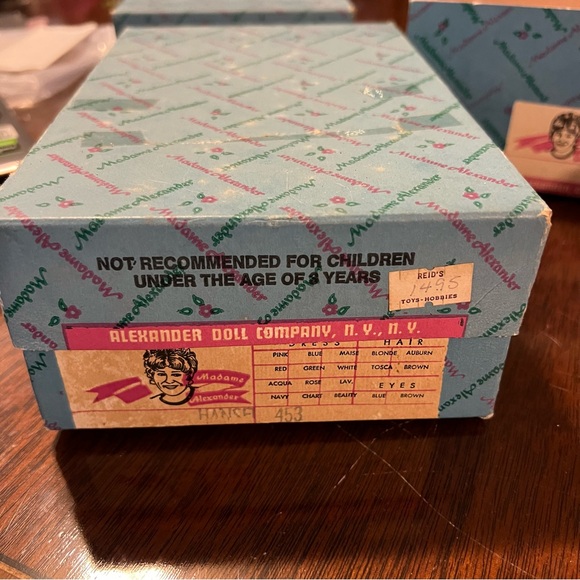 Madame Alexander
NOT RECOMMENDED FOR CHILDREN
UNDER THE AGE OF 3 YEARS
REID'S
1495
TOYS-HOBBIES
ALEXANDER DOLL COMPANY, N. Y., N. Y.
DRESS HAIR
PINK BLUE MAISE BLONDE AUBURN
RED GREEN WHITE TOSCA BROWN
ACQUA ROSE LAV. EYES
NAVY CHART BEAUTY BLUE BROWN
Madame
Alexander
453